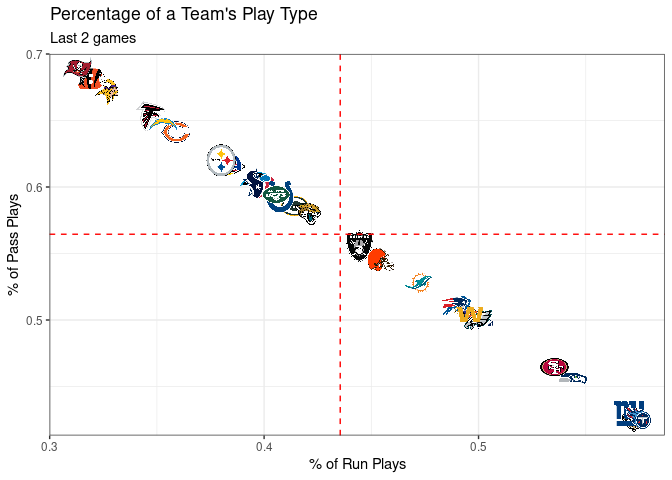 Percentage of a Team's Play Type
Last 2 games
0.7
0.6
0.5
% of Pass Plays
0.3
0.4
0.5
% of Run Plays